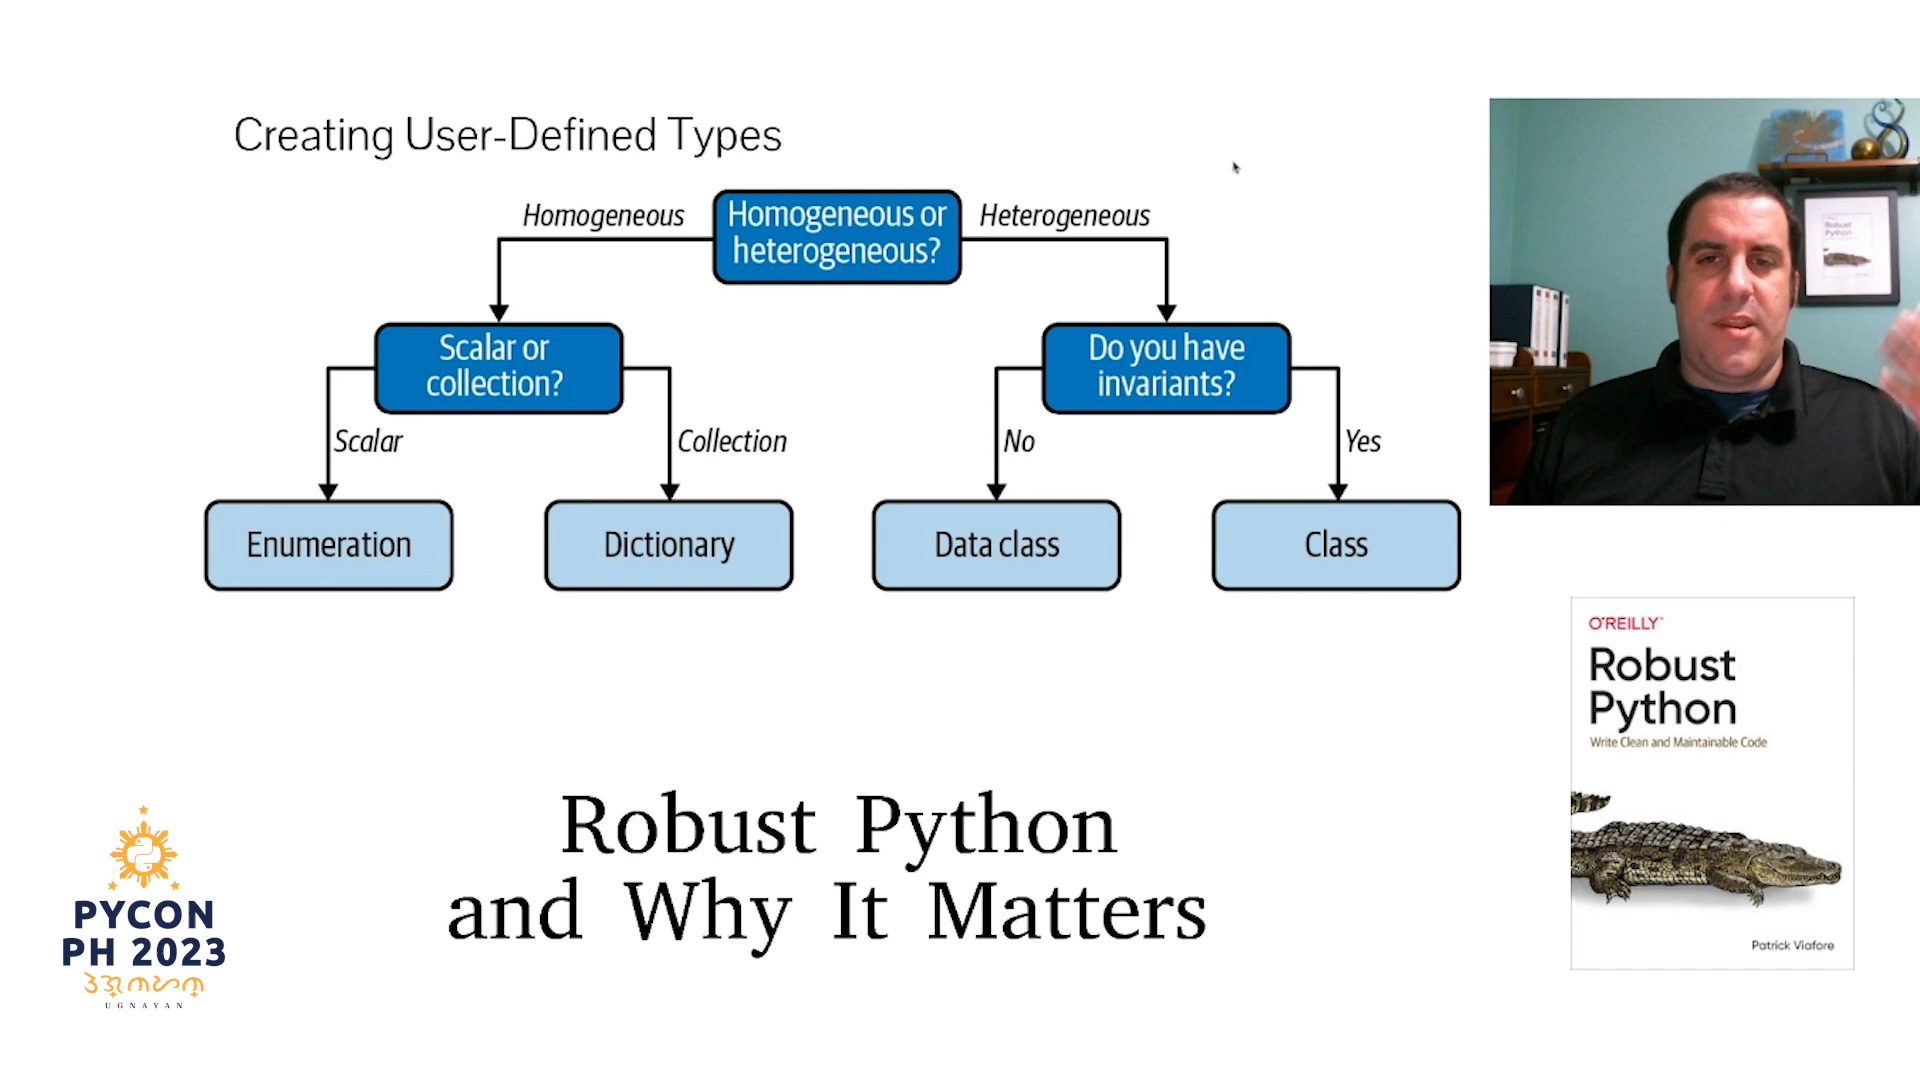 Creating User-Defined Types
Homogeneous
Homogeneous or
heterogeneous?
Heterogeneous
Scalar or
collection?
Do you have
invariants?
Scalar
Collection
No
Yes
Enumeration
Dictionary
Data class
Class
Robust
Python
O'REILLY
Robust
Python
Write Clean and Maintainable Code
Patrick Viafore
Robust Python
and Why It Matters
PYCON
PH 2023
UGNAYAN